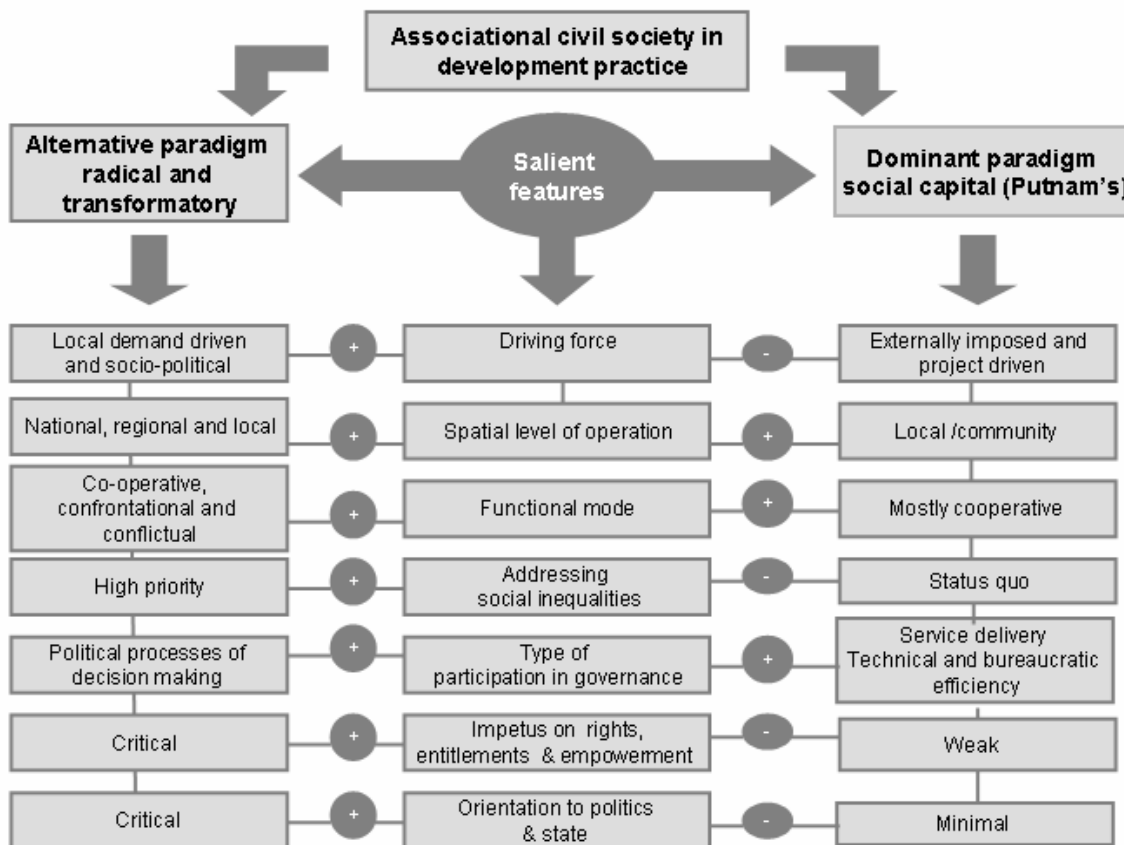 Associational civil society in
development practice
Alternative paradigm
radical and
transformatory
Salient
features
Dominant paradigm
social capital (Putnam's)
Local demand driven
and socio-political
+
Driving force
-
Externally imposed and
project driven
National, regional and local
+
Spatial level of operation
+
Local /community
Co-operative,
confrontational and
conflictual
+
Functional mode
+
Mostly cooperative
High priority
+
Addressing
social inequalities
-
Status quo
Political processes of
decision making
+
Type of
participation in governance
+
Service delivery
Technical and bureaucratic
efficiency
Critical
+
Impetus on rights,
entitlements & empowerment
-
Weak
Critical
+
Orientation to politics
& state
-
Minimal